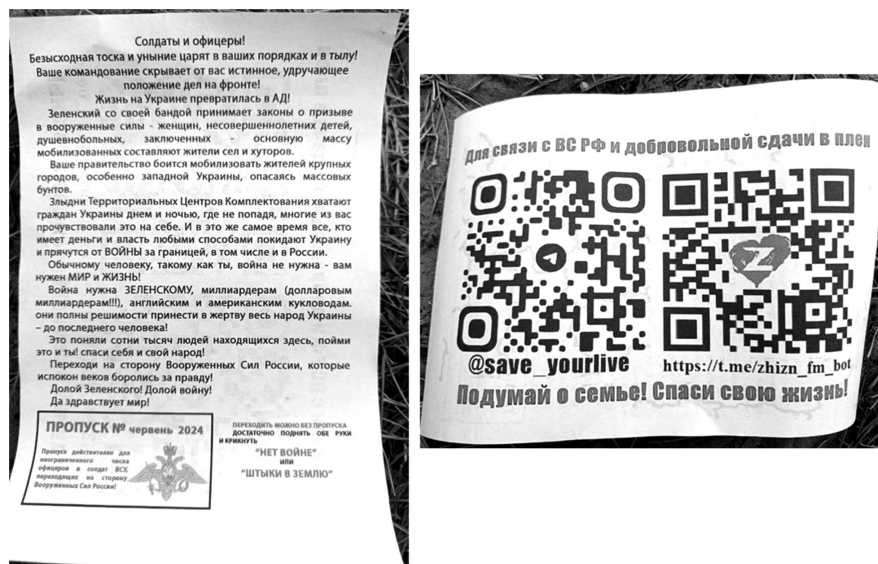 Солдаты и офицеры!
Безысходная тоска и уныние царят в ваших порядках и в тылу!
Ваше командование скрывает от вас истинное, удручающее
положение дел на фронте!
Жизнь на Украине превратилась в АД!
Зеленский со своей бандой принимает законы о призыве
в вооруженные силы - женщин, несовершеннолетних детей,
душевнобольных, заключенных - основную массу
мобилизованных составляют жители сел и хуторов.
Ваше правительство боится мобилизовать жителей крупных
городов, особенно западной Украины, опасаясь массовых
бунтов.
Злыдни Территориальных Центров Комплектования хватают
граждан Украины днем и ночью, где не попадя, многие из вас
прочувствовали это на себе. И в это же самое время все, кто
имеет деньги и власть любыми способами покидают Украину
и прячутся от ВОЙНЫ за границей, в том числе и в России.
Обычному человеку, такому как ты, война не нужна - вам
нужен МИР и ЖИЗНЬ!
Война нужна ЗЕЛЕНСКОМУ, миллиардерам (долларовым
миллиардерам!!!), английским и американским кукловодам.
они полны решимости принести в жертву весь народ Украины
– до последнего человека!
Это поняли сотни тысяч людей находящихся здесь, пойми
это и ты! спаси себя и свой народ!
Переходи на сторону Вооруженных Сил России, которые
испокон веков боролись за правду!
Долой Зеленского! Долой войну!
Да здравствует мир!
ПРОПУСК № червень 2024
Пропуск действителен для
неограниченного числа
офицеров и солдат ВСУ,
переходящих на сторону
Вооруженных Сил России!
ПЕРЕХОДИТЬ МОЖНО БЕЗ ПРОПУСКА
ДОСТАТОЧНО ПОДНЯТЬ ОБЕ РУКИ
И КРИКНУТЬ
"НЕТ ВОЙНЕ"
ИЛИ
"ШТЫКИ В ЗЕМЛЮ"
Для связи с ВС РФ и добровольной сдачи в плен
Z
@save_yourlive
https://t.me/zhizn_fm_bot
Подумай о семье! Спаси свою жизнь!